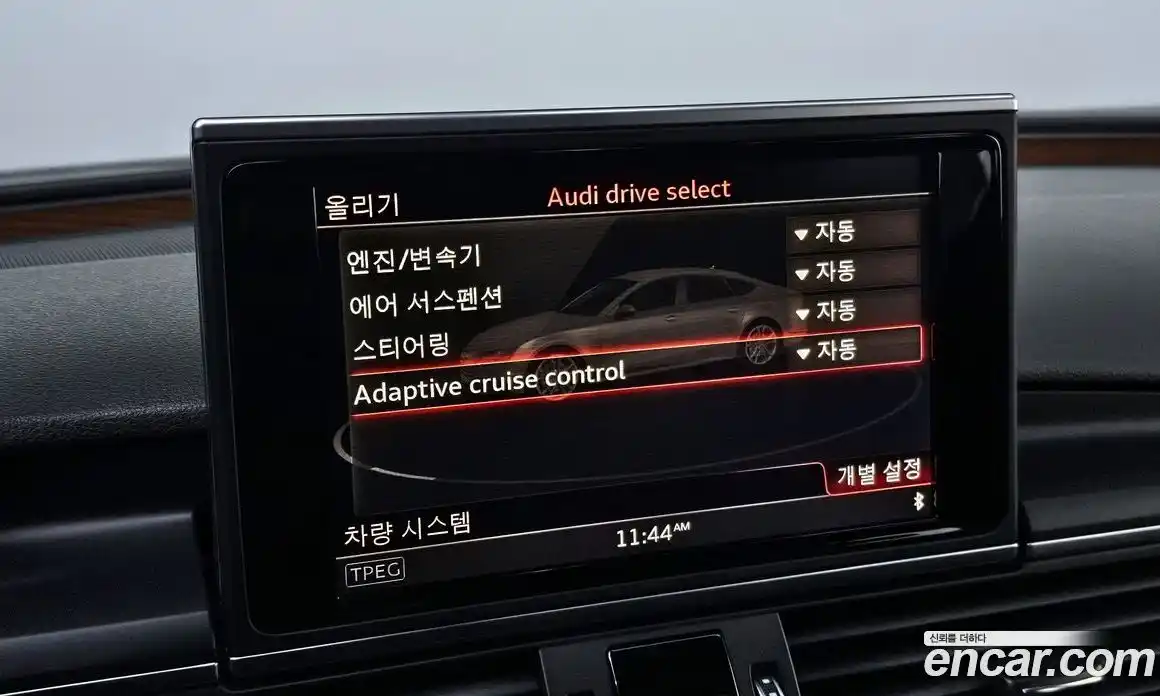 올리기
Audi drive select
엔진/변속기
▼ 자동
에어 서스펜션
▼ 자동
스티어링
▼ 자동
Adaptive cruise control
▼ 자동
개별 설정
차량 시스템
11:44AM
TPEG
신뢰를 더하다
encar.com